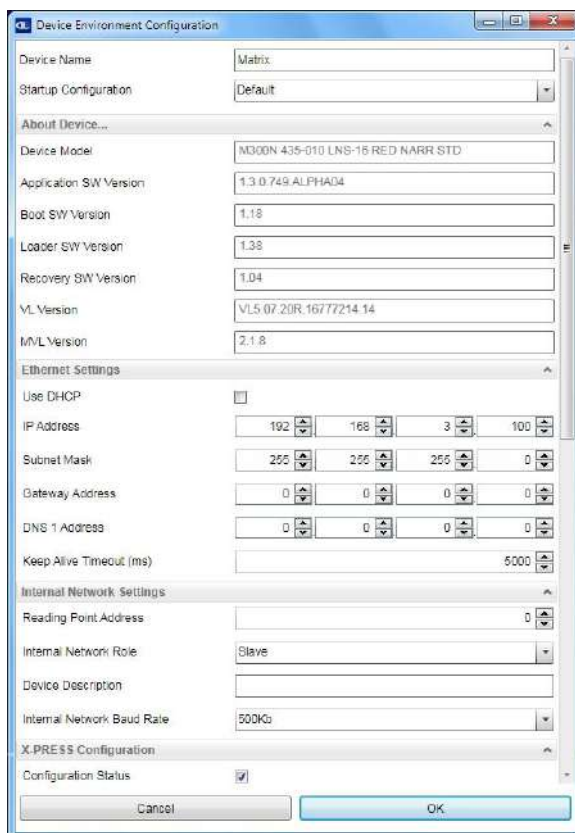 DL Device Environment Configuration
Device Name Matrix
Startup Configuration Default
About Device...
Device Model M300N 435-010 LNS-16 RED NARR STD
Application SW Version 1.3.0.749.ALPHA04
Boot SW Version 1.18
Loader SW Version 1.38
Recovery SW Version 1.04
VL Version VL5.07.20R.16777214.14
MVL Version 2.1.8
Ethernet Settings
Use DHCP
IP Address 192 . 168 . 3 . 100
Subnet Mask 255 . 255 . 255 . 0
Gateway Address 0 . 0 . 0 . 0
DNS 1 Address 0 . 0 . 0 . 0
Keep Alive Timeout (ms) 5000
Internal Network Settings
Reading Point Address 0
Internal Network Role Slave
Device Description
Internal Network Baud Rate 500Kb
X-PRESS Configuration
Configuration Status
Cancel OK